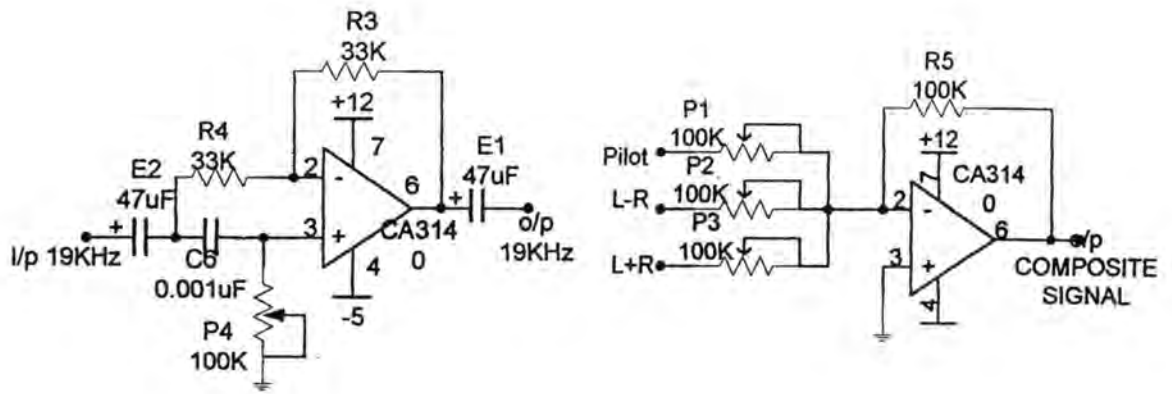 R3
33K
+12
R4
33K
7
E2
47uF
2
-
6
E1
47uF
+
+
3
+
CA314
0
I/p 19KHz
o/p
19KHz
C6
0.001uF
4
-5
P4
100K
R5
100K
P1
100K
+12
Pilot
P2
100K
7
CA314
0
L-R
2
-
P3
100K
6
L+R
3
+
o/p
COMPOSITE
SIGNAL
4